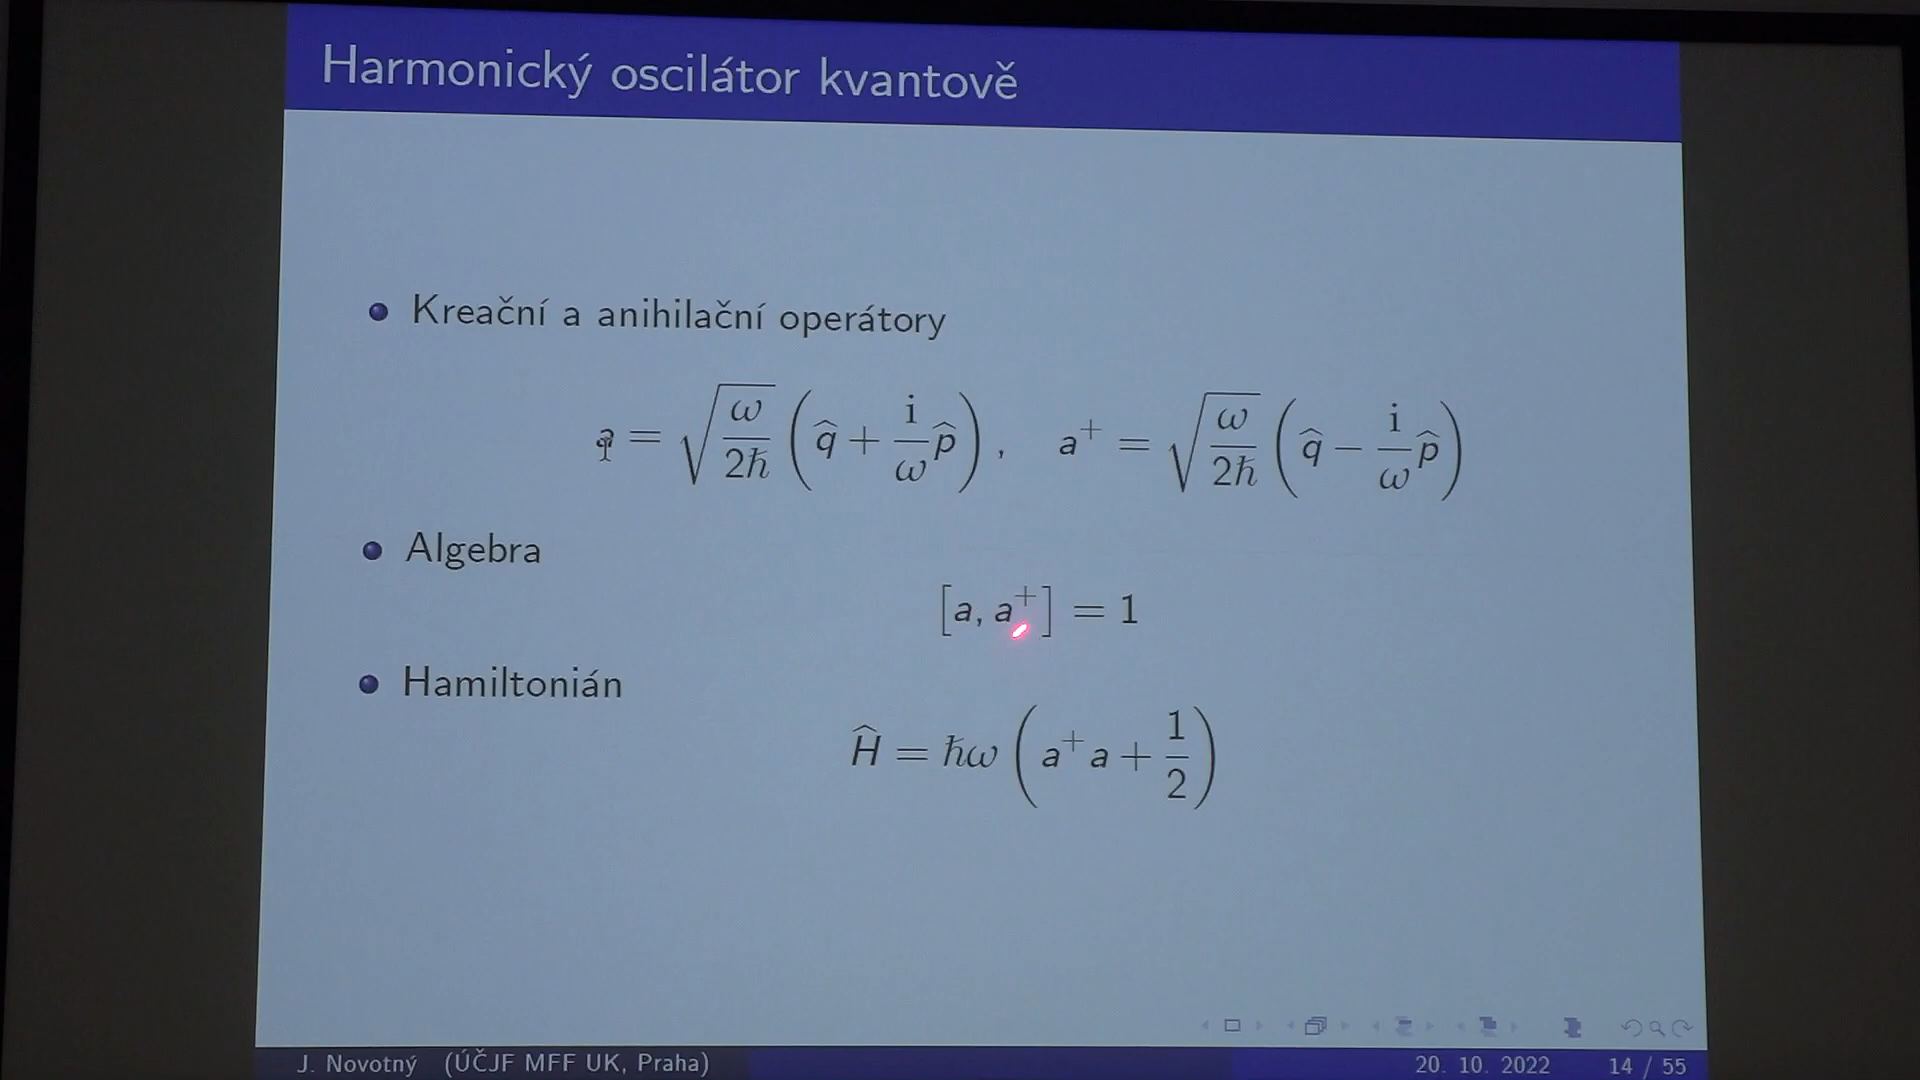 Harmonický oscilátor kvantově
Kreační a anihilační operátory
a = √(ω/2ħ) (q̂ + i/ω p̂), a⁺ = √(ω/2ħ) (q̂ − i/ω p̂)
Algebra
[a, a⁺] = 1
Hamiltonián
Ĥ = ħω (a⁺a + 1/2)
J. Novotný (ÚČJF MFF UK, Praha) 20. 10. 2022 14 / 55